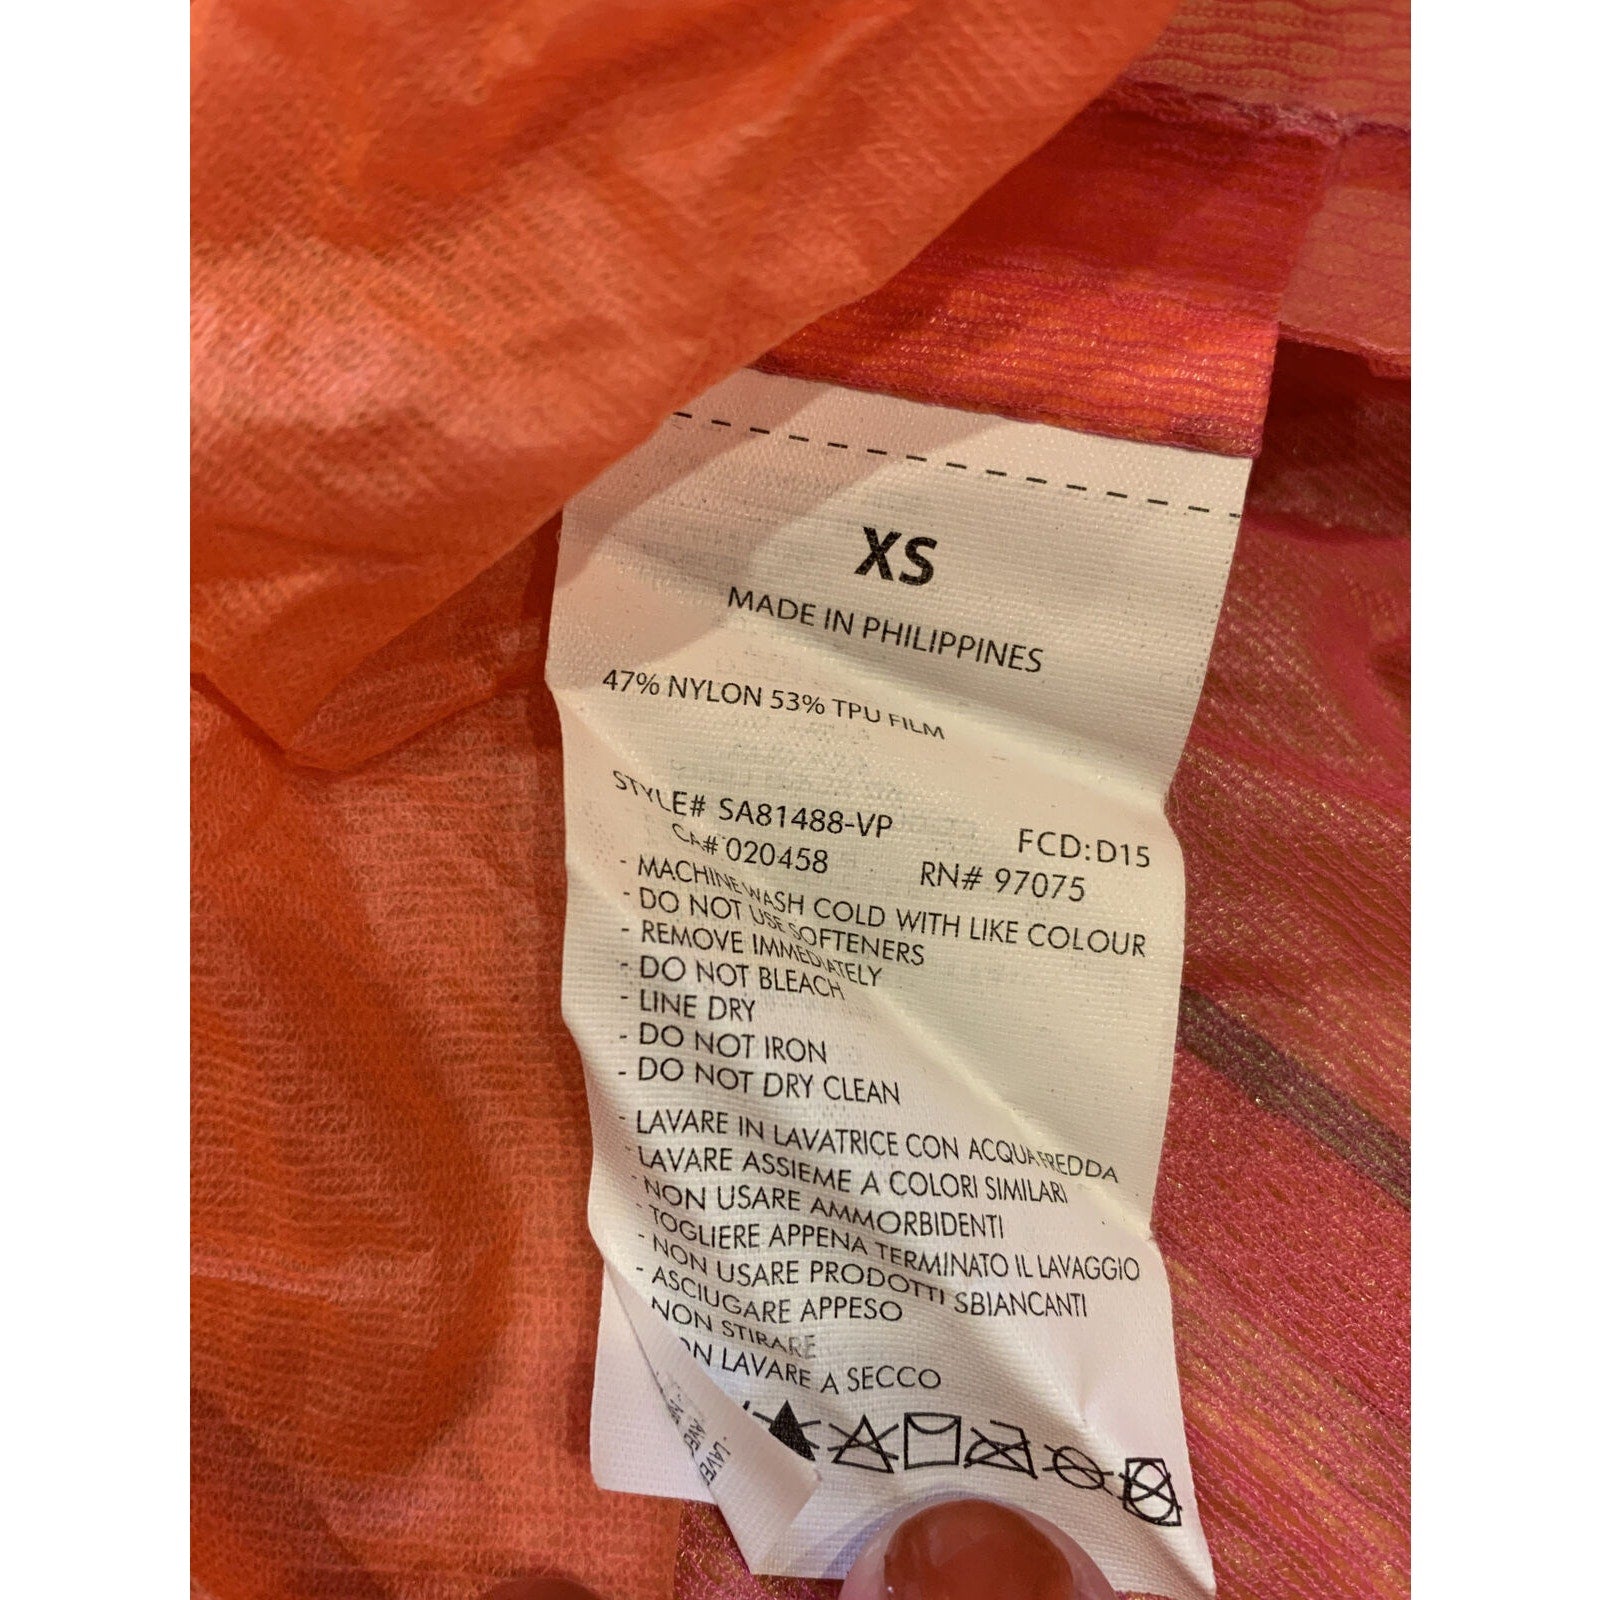 XS
MADE IN PHILIPPINES
47% NYLON 53% TPU FILM
STYLE# SA81488-VP FCD:D15
CA# 020458 RN# 97075
- MACHINE WASH COLD WITH LIKE COLOUR
- DO NOT USE SOFTENERS
- REMOVE IMMEDIATELY
- DO NOT BLEACH
- LINE DRY
- DO NOT IRON
- DO NOT DRY CLEAN
- LAVARE IN LAVATRICE CON ACQUA FREDDA
LAVARE ASSIEME A COLORI SIMILARI
- NON USARE AMMORBIDENTI
- TOGLIERE APPENA TERMINATO IL LAVAGGIO
- NON USARE PRODOTTI SBIANCANTI
- ASCIUGARE APPESO
NON STIRARE
ON LAVARE A SECCO